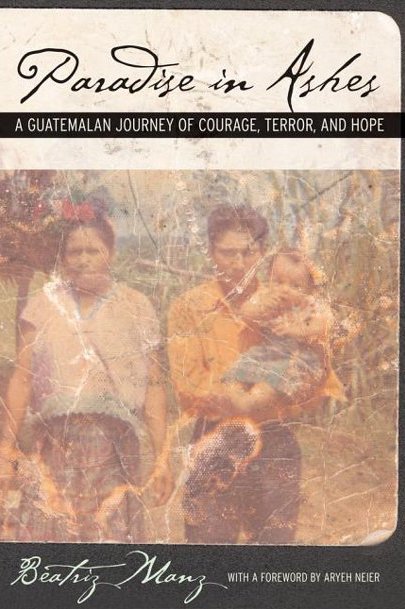 Paradise in Ashes
A GUATEMALAN JOURNEY OF COURAGE, TERROR, AND HOPE
Beatriz Manz WITH A FOREWORD BY ARYEH NEIER